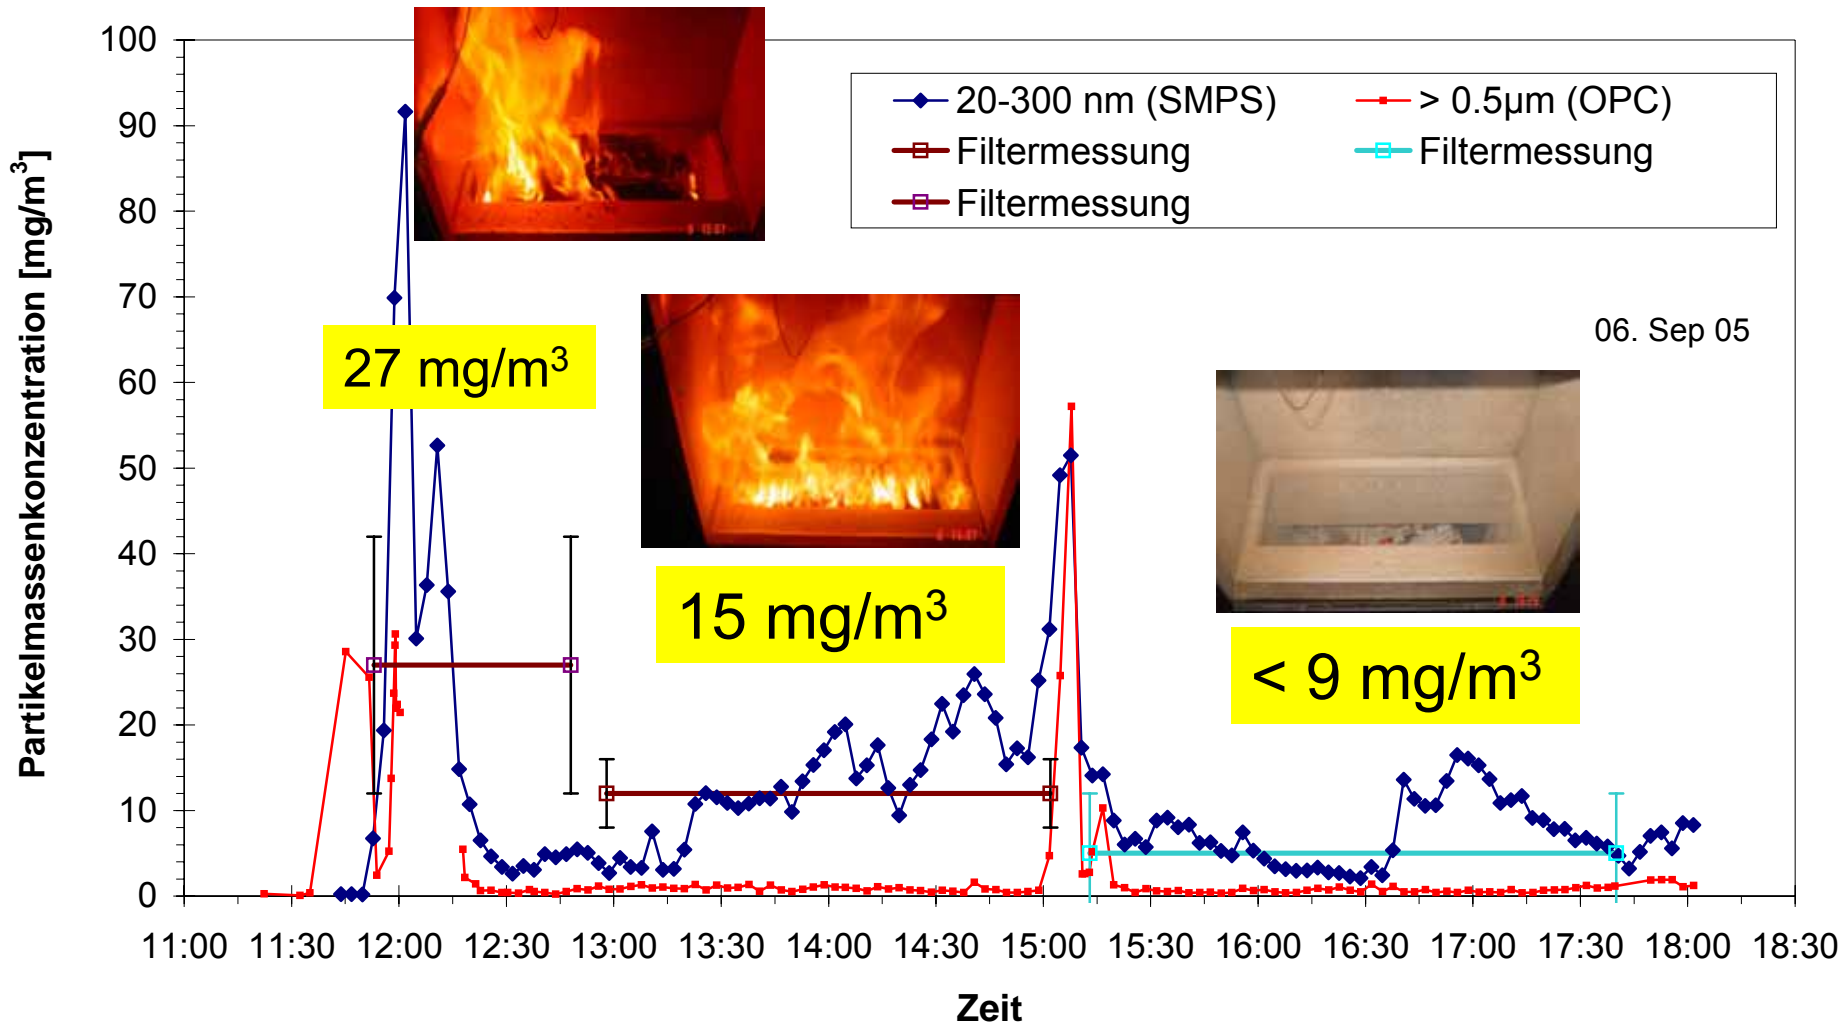 100
90
80
70
60
50
40
30
20
10
0
Partikelmassenkonzentration [mg/m³]
20-300 nm (SMPS)
> 0.5µm (OPC)
Filtermessung
Filtermessung
Filtermessung
06. Sep 05
27 mg/m³
15 mg/m³
< 9 mg/m³
11:00 11:30 12:00 12:30 13:00 13:30 14:00 14:30 15:00 15:30 16:00 16:30 17:00 17:30 18:00 18:30
Zeit